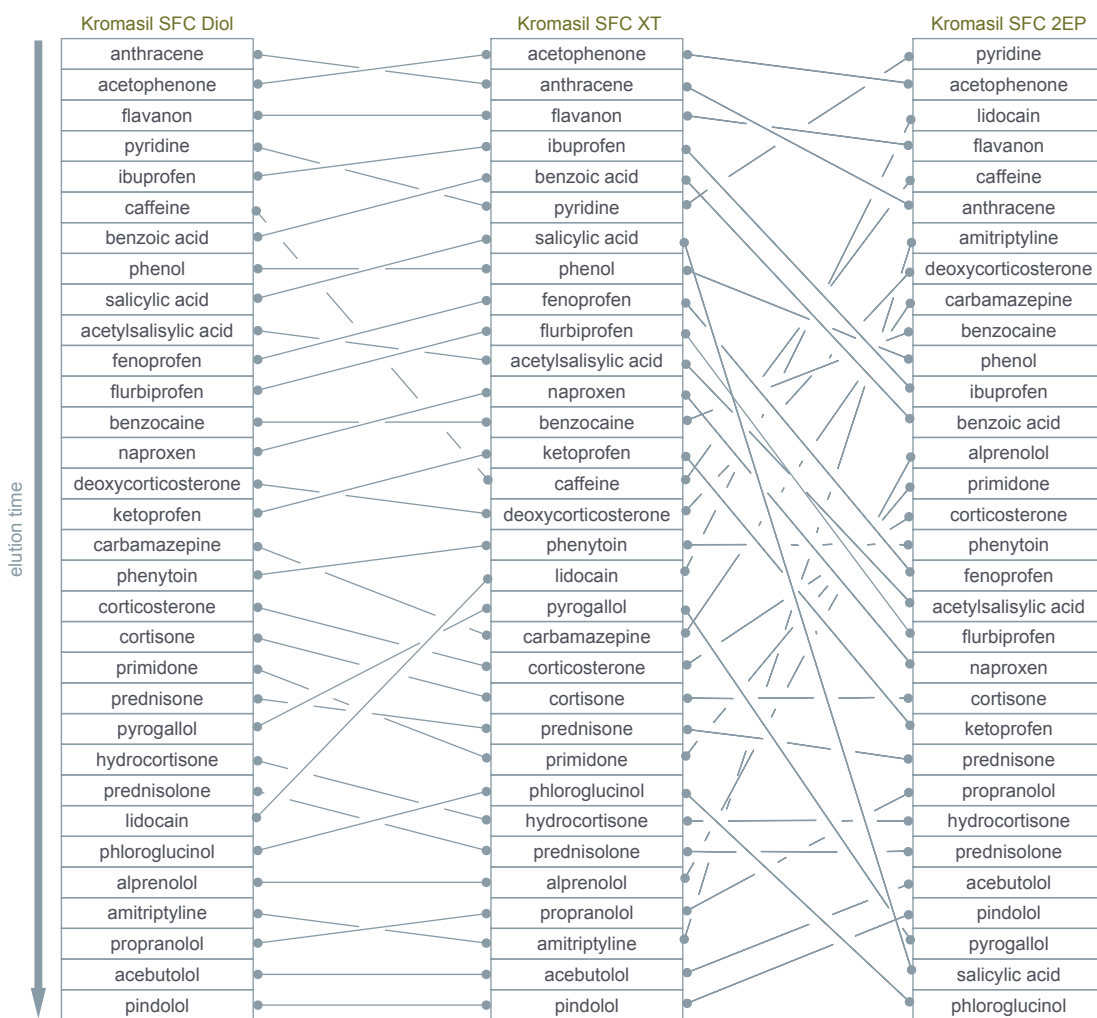 Kromasil SFC Diol
Kromasil SFC XT
Kromasil SFC 2EP
elution time
anthracene
acetophenone
flavanon
pyridine
ibuprofen
caffeine
benzoic acid
phenol
salicylic acid
acetylsalisylic acid
fenoprofen
flurbiprofen
benzocaine
naproxen
deoxycorticosterone
ketoprofen
carbamazepine
phenytoin
corticosterone
cortisone
primidone
prednisone
pyrogallol
hydrocortisone
prednisolone
lidocain
phloroglucinol
alprenolol
amitriptyline
propranolol
acebutolol
pindolol
acetophenone
anthracene
flavanon
ibuprofen
benzoic acid
pyridine
salicylic acid
phenol
fenoprofen
flurbiprofen
acetylsalisylic acid
naproxen
benzocaine
ketoprofen
caffeine
deoxycorticosterone
phenytoin
lidocain
pyrogallol
carbamazepine
corticosterone
cortisone
prednisone
primidone
phloroglucinol
hydrocortisone
prednisolone
alprenolol
propranolol
amitriptyline
acebutolol
pindolol
pyridine
acetophenone
lidocain
flavanon
caffeine
anthracene
amitriptyline
deoxycorticosterone
carbamazepine
benzocaine
phenol
ibuprofen
benzoic acid
alprenolol
primidone
corticosterone
phenytoin
fenoprofen
acetylsalisylic acid
flurbiprofen
naproxen
cortisone
ketoprofen
prednisone
propranolol
hydrocortisone
prednisolone
acebutolol
pindolol
pyrogallol
salicylic acid
phloroglucinol